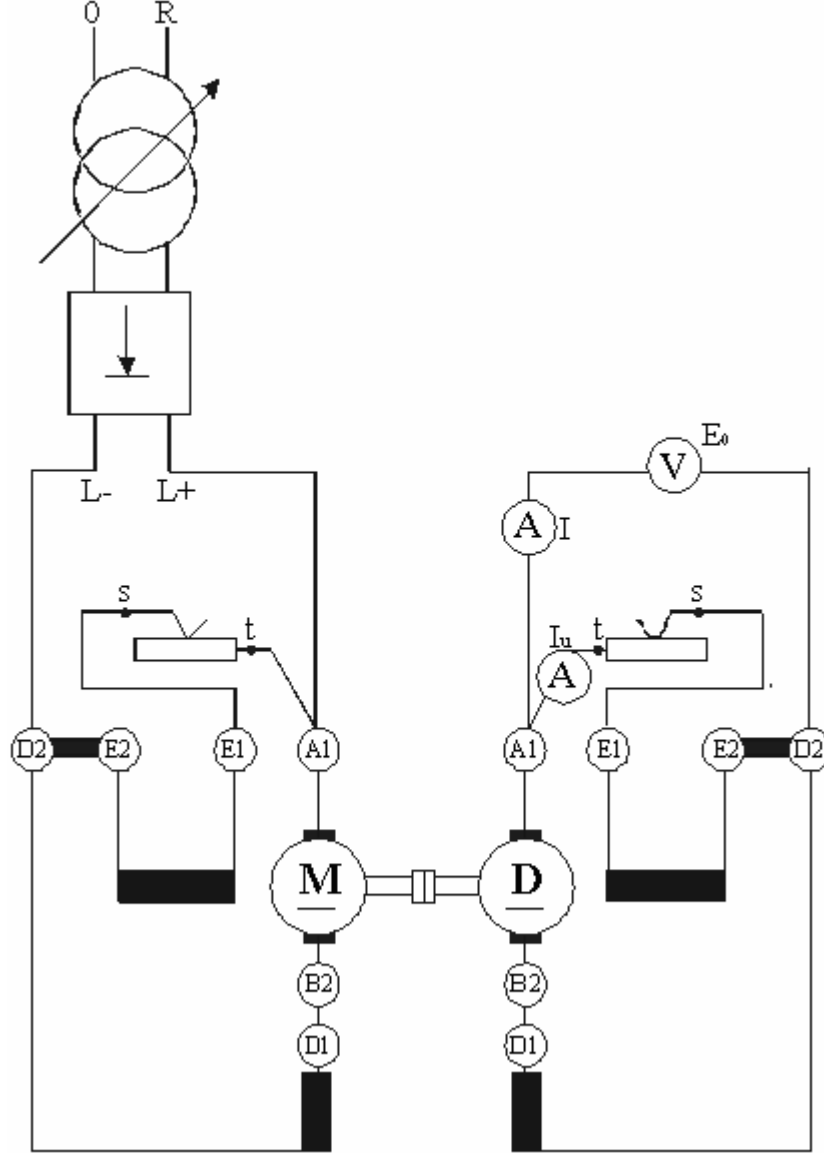 0 R
L- L+
E₀
V
A I
s
t
Iu
t
s
A
D2 E2 E1 A1
A1 E1 E2 D2
M D
B2 B2
D1 D1